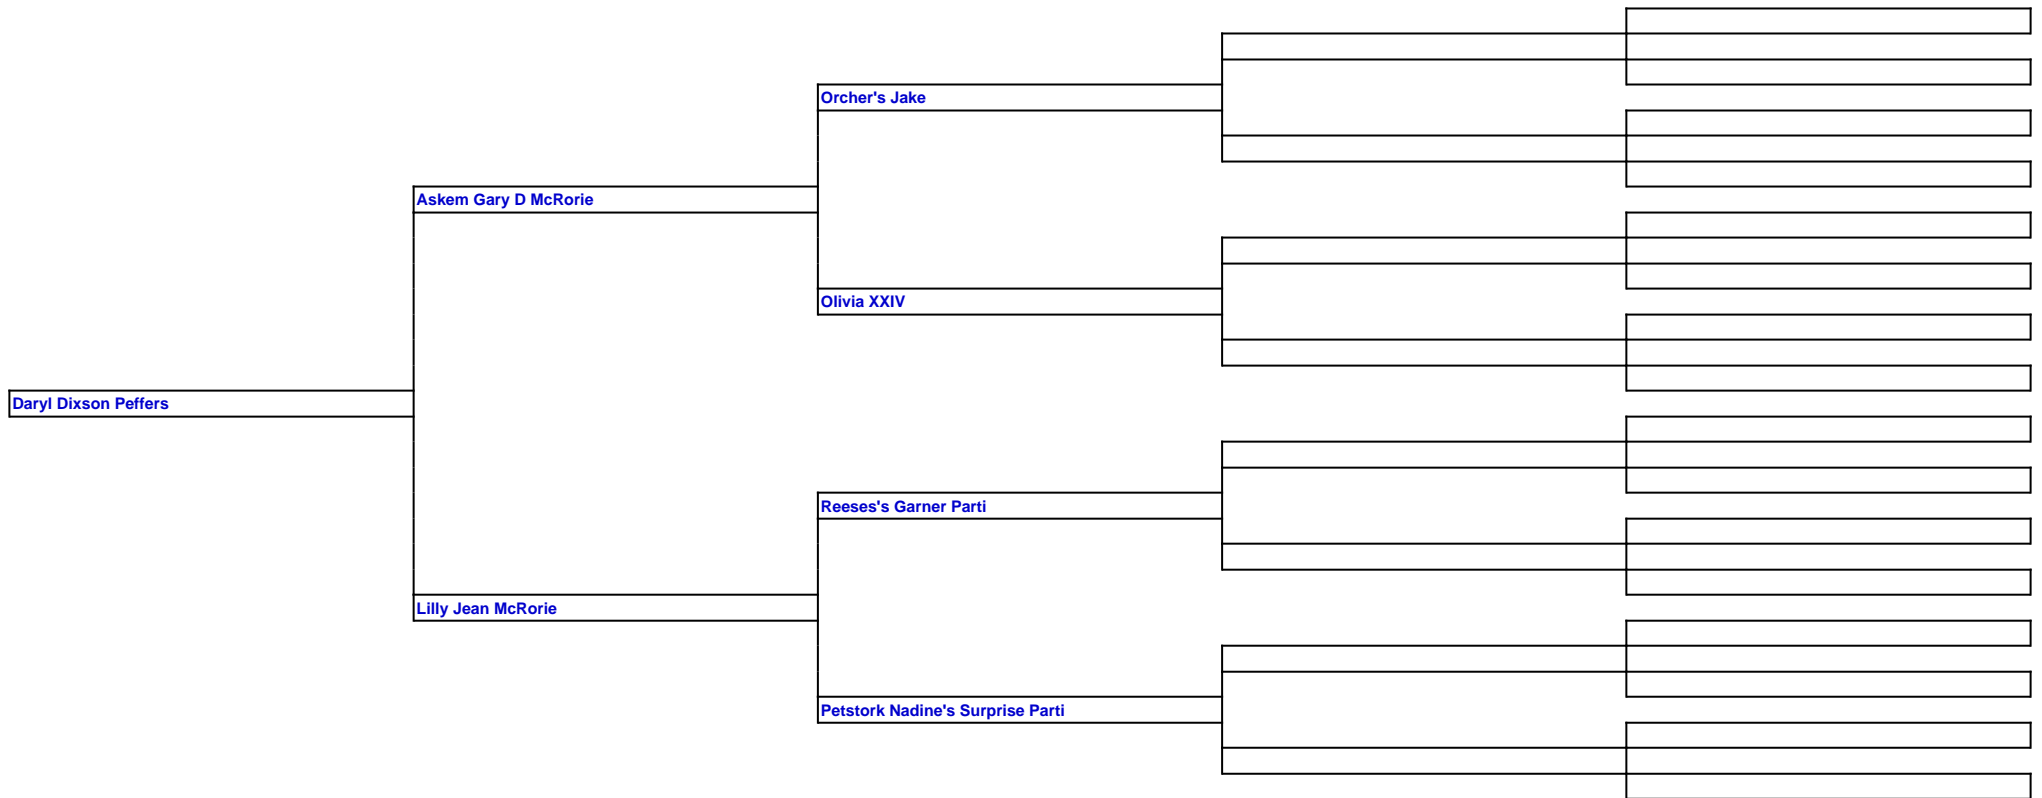 Orcher's Jake
Askem Gary D McRorie
Olivia XXIV
Daryl Dixson Peffers
Reeses's Garner Parti
Lilly Jean McRorie
Petstork Nadine's Surprise Parti